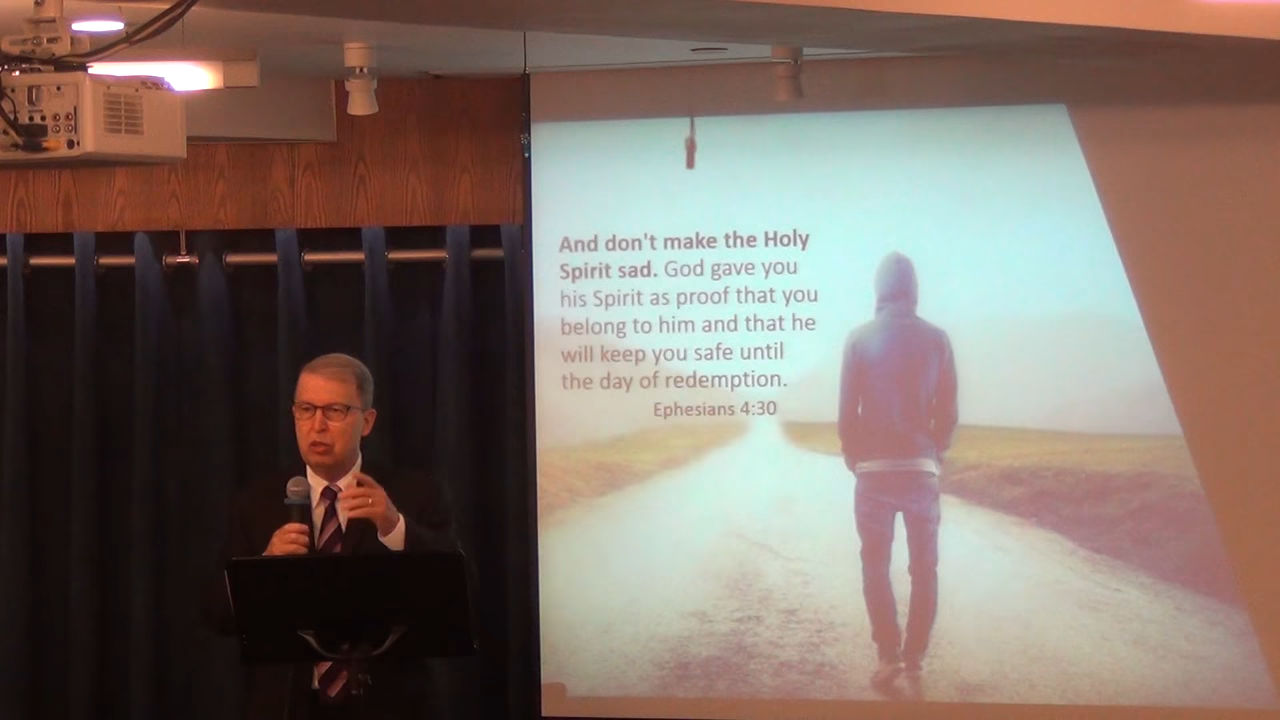 And don't make the Holy
Spirit sad. God gave you
his Spirit as proof that you
belong to him and that he
will keep you safe until
the day of redemption.
Ephesians 4:30